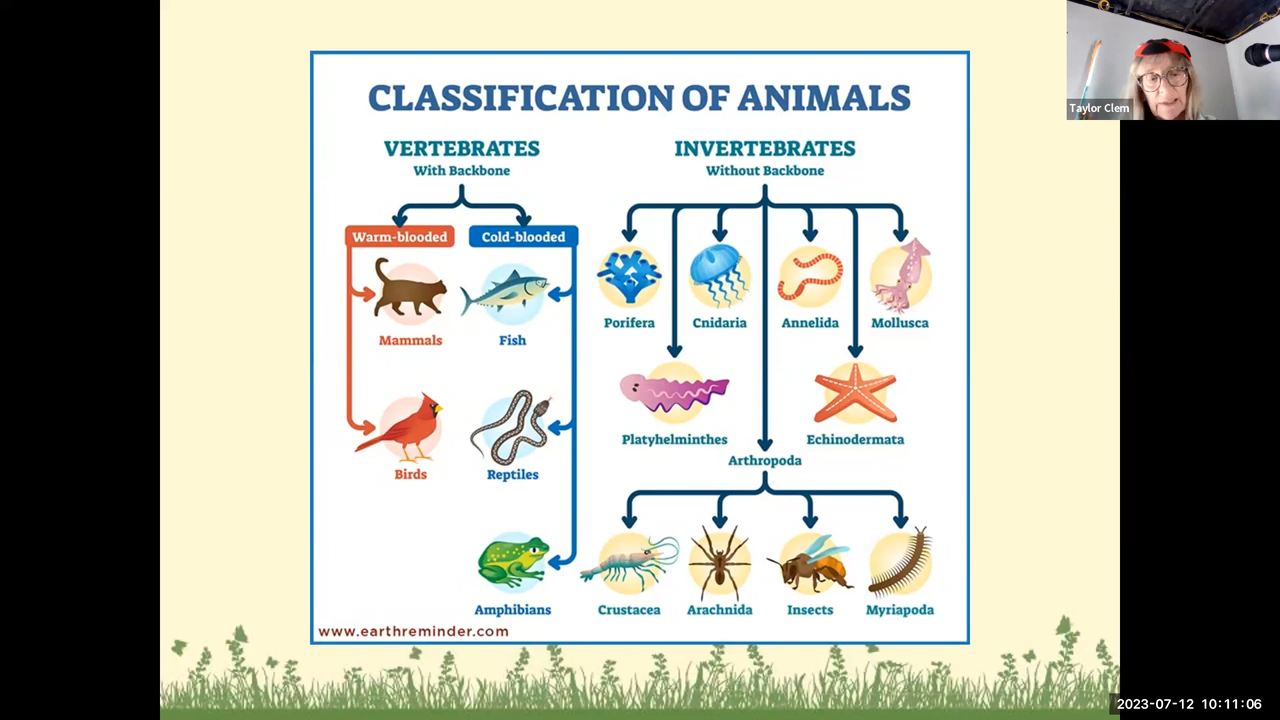 CLASSIFICATION OF ANIMALS
VERTEBRATES
With Backbone
Warm-blooded
Cold-blooded
Mammals
Fish
Birds
Reptiles
Amphibians
INVERTEBRATES
Without Backbone
Porifera
Cnidaria
Annelida
Mollusca
Platyhelminthes
Echinodermata
Arthropoda
Crustacea
Arachnida
Insects
Myriapoda
www.earthreminder.com
Taylor Clem
2023-07-12 10:11:06